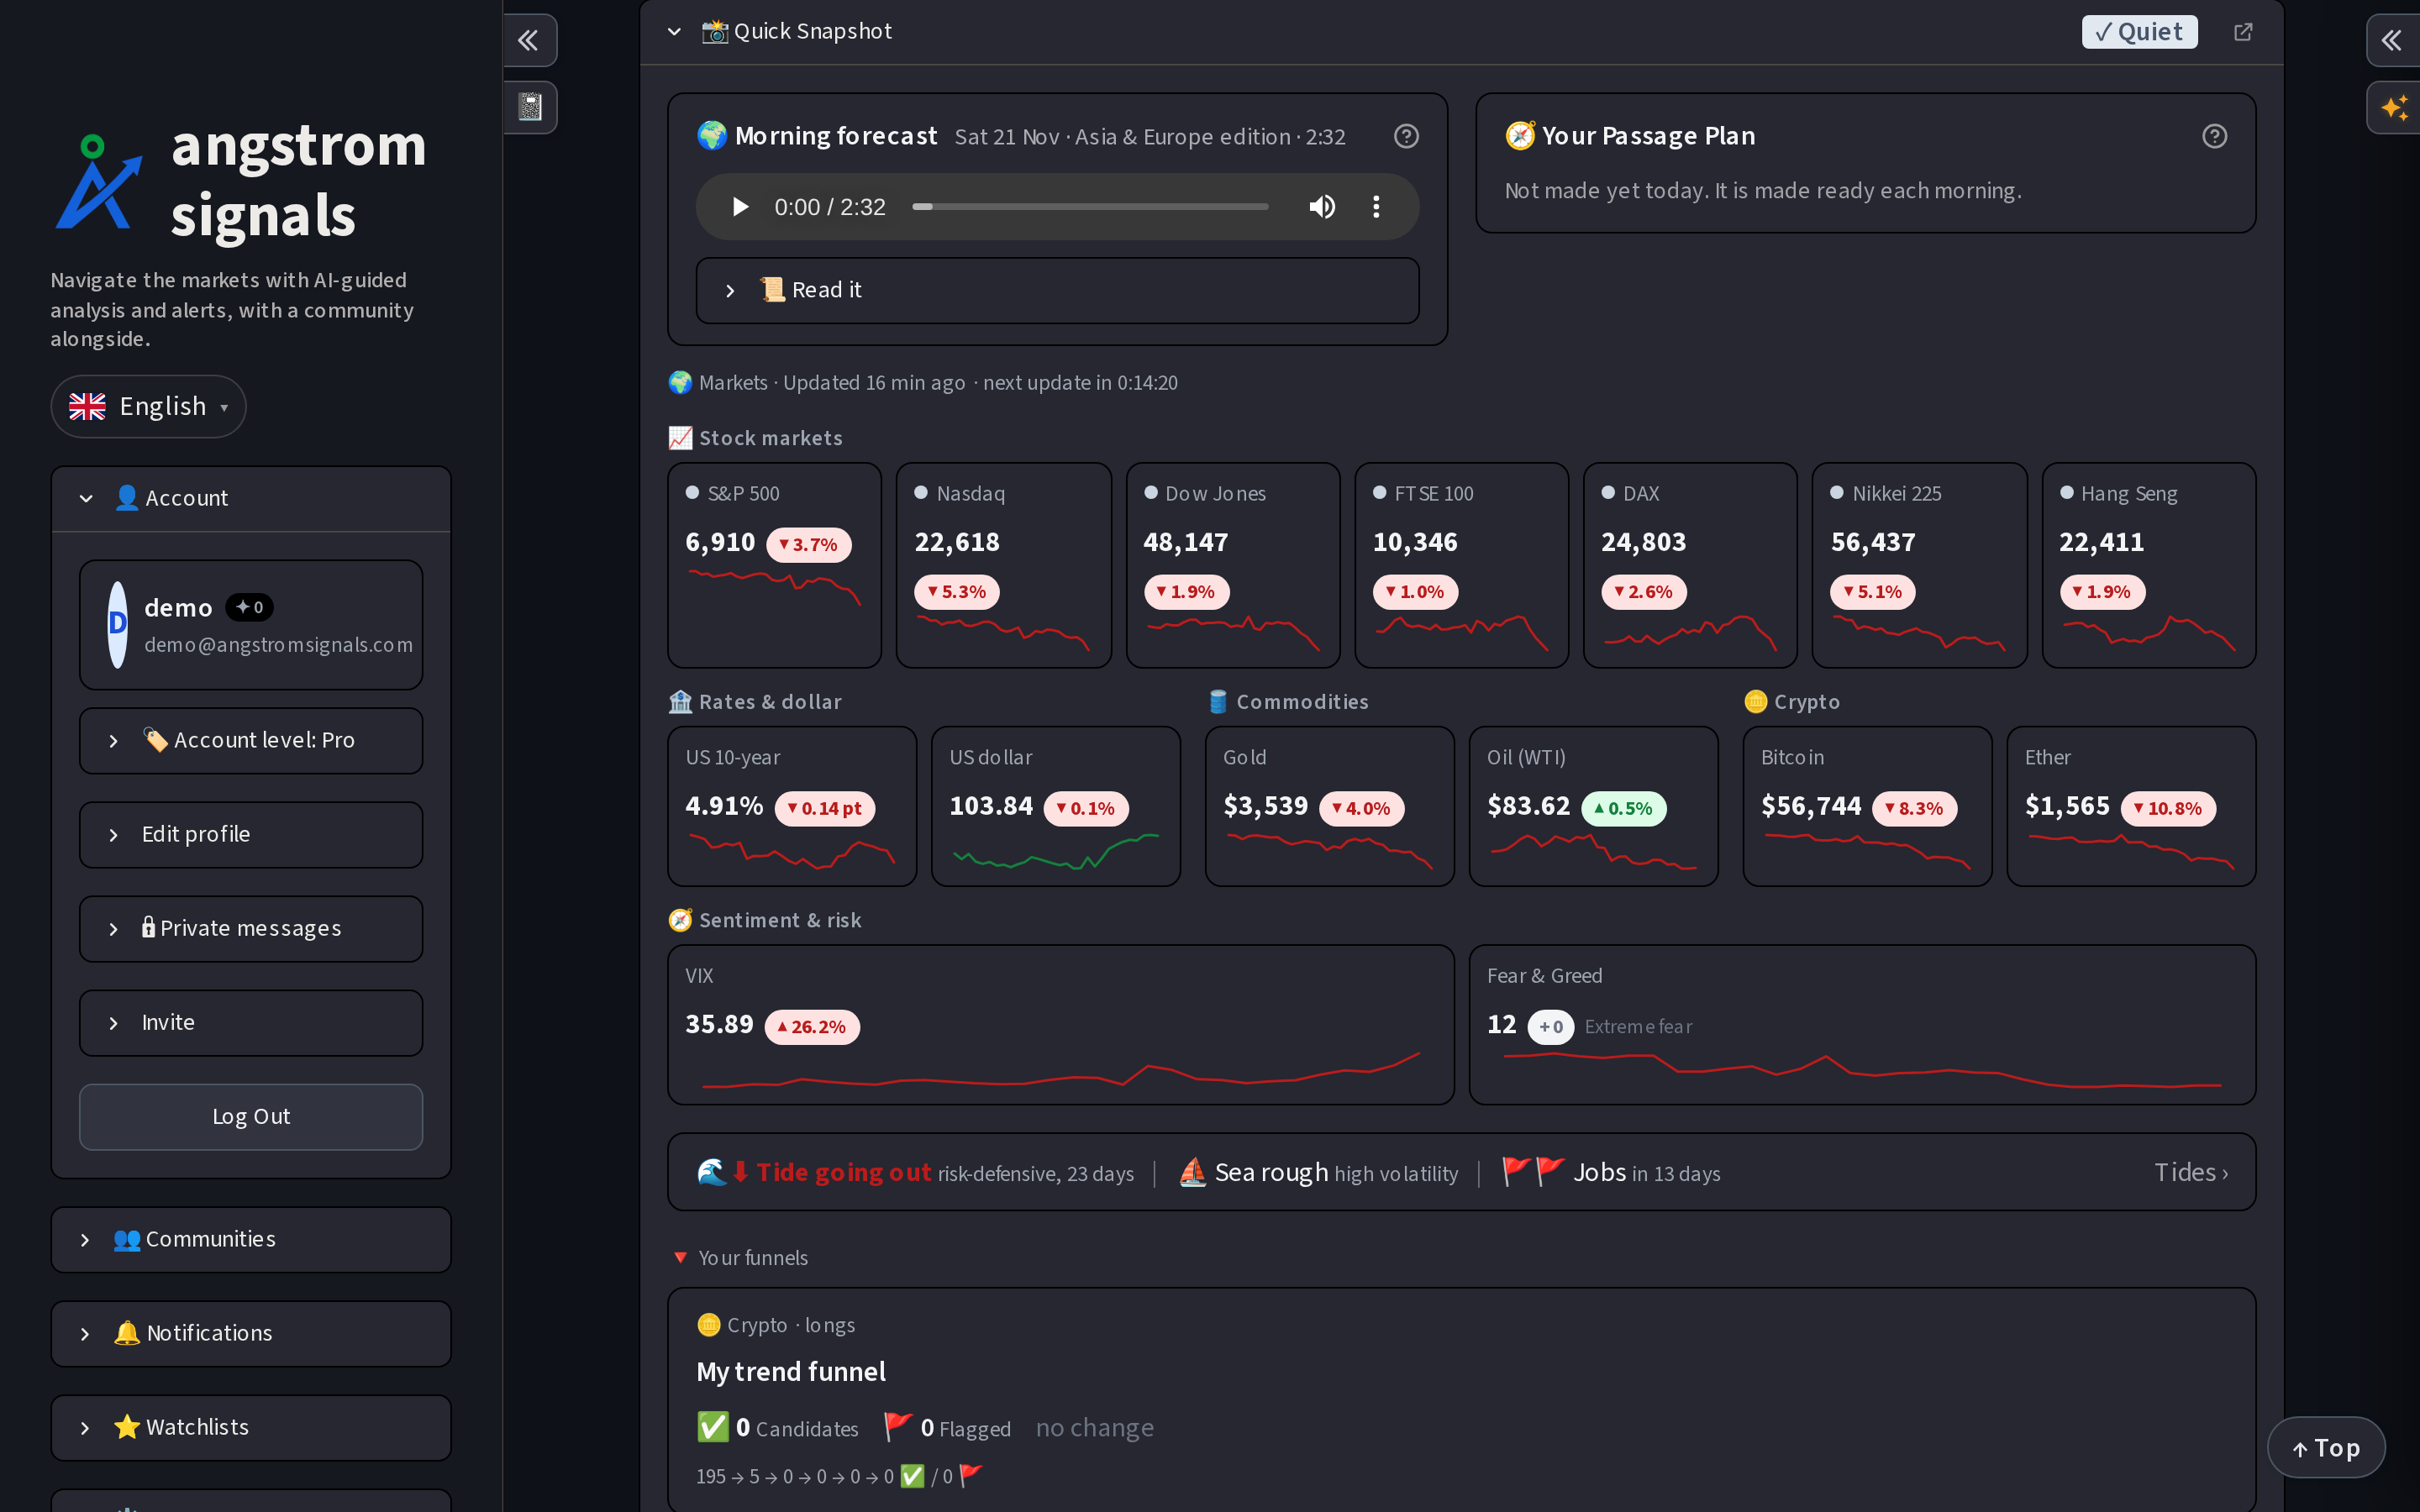 angstrom
signals
Navigate the markets with AI-guided
analysis and alerts, with a community
alongside.
English
Account
D
demo
✦ 0
demo@angstromsignals.com
Account level: Pro
Edit profile
Private messages
Invite
Log Out
Communities
Notifications
Watchlists
Quick Snapshot
✓ Quiet
Morning forecast Sat 21 Nov · Asia & Europe edition · 2:32
0:00 / 2:32
Read it
Your Passage Plan
Not made yet today. It is made ready each morning.
Markets · Updated 16 min ago · next update in 0:14:20
Stock markets
S&P 500
6,910 ▼ 3.7%
Nasdaq
22,618
▼ 5.3%
Dow Jones
48,147
▼ 1.9%
FTSE 100
10,346
▼ 1.0%
DAX
24,803
▼ 2.6%
Nikkei 225
56,437
▼ 5.1%
Hang Seng
22,411
▼ 1.9%
Rates & dollar
US 10-year
4.91% ▼ 0.14 pt
US dollar
103.84 ▼ 0.1%
Commodities
Gold
$3,539 ▼ 4.0%
Oil (WTI)
$83.62 ▲ 0.5%
Crypto
Bitcoin
$56,744 ▼ 8.3%
Ether
$1,565 ▼ 10.8%
Sentiment & risk
VIX
35.89 ▲ 26.2%
Fear & Greed
12 +0 Extreme fear
Tide going out risk-defensive, 23 days | Sea rough high volatility | Jobs in 13 days Tides ›
Your funnels
Crypto · longs
My trend funnel
0 Candidates 0 Flagged no change
195 → 5 → 0 → 0 → 0 → 0 ✅ / 0 🚩
↑ Top